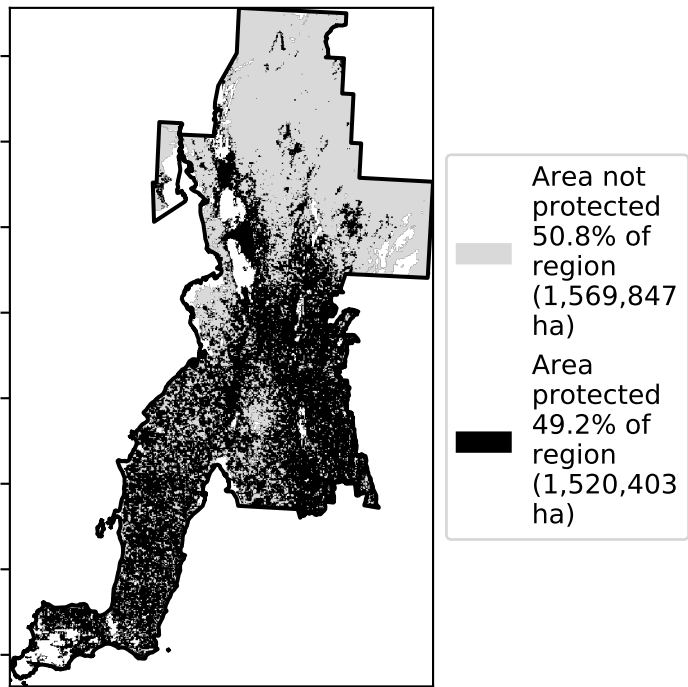 Area not
protected
50.8% of
region
(1,569,847
ha)
Area
protected
49.2% of
region
(1,520,403
ha)